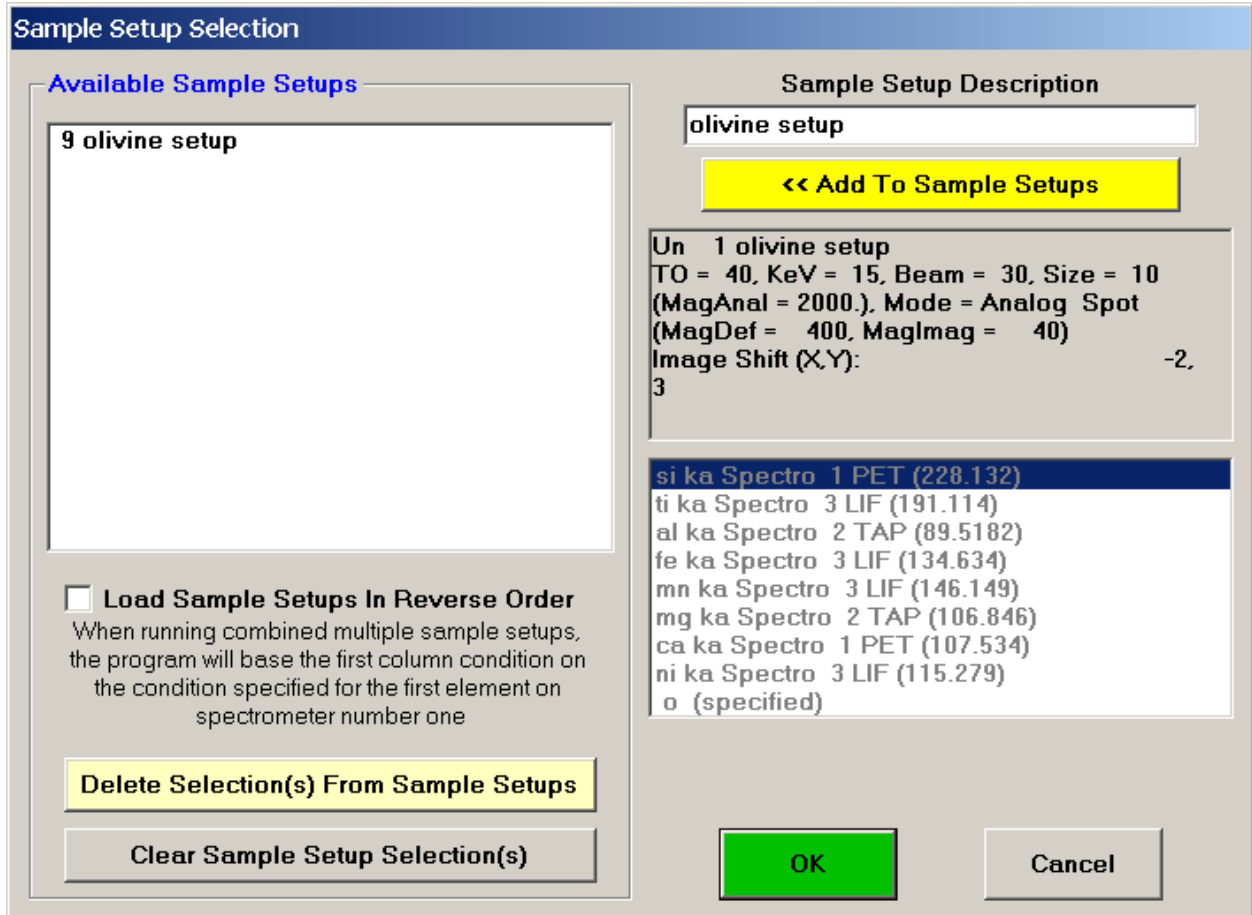 Sample Setup Selection
Available Sample Setups
9 olivine setup
Load Sample Setups In Reverse Order
When running combined multiple sample setups,
the program will base the first column condition on
the condition specified for the first element on
spectrometer number one
Delete Selection(s) From Sample Setups
Clear Sample Setup Selection(s)
Sample Setup Description
olivine setup
<< Add To Sample Setups
Un 1 olivine setup
TO = 40, KeV = 15, Beam = 30, Size = 10
(MagAnal = 2000.), Mode = Analog Spot
(MagDef = 400, MagImag = 40)
Image Shift (X,Y): -2,
3
si ka Spectro 1 PET (228.132)
ti ka Spectro 3 LIF (191.114)
al ka Spectro 2 TAP (89.5182)
fe ka Spectro 3 LIF (134.634)
mn ka Spectro 3 LIF (146.149)
mg ka Spectro 2 TAP (106.846)
ca ka Spectro 1 PET (107.534)
ni ka Spectro 3 LIF (115.279)
o (specified)
OK
Cancel